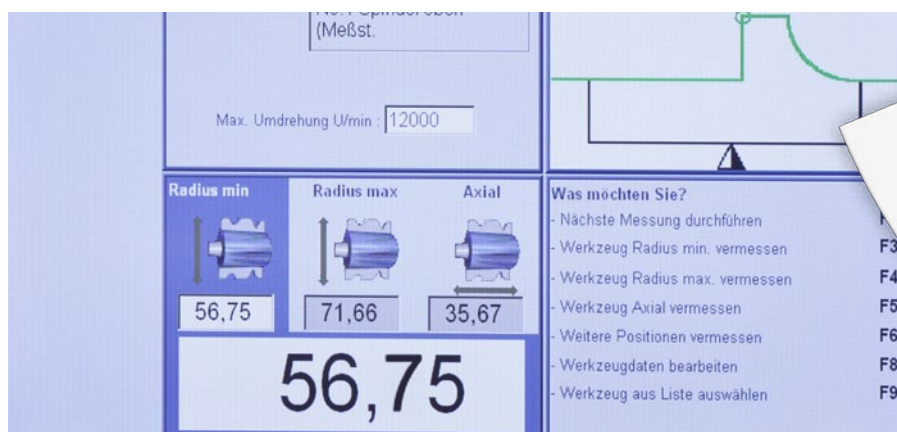 (Meßst.
Max. Umdrehung U/min : 12000
Radius min
Radius max
Axial
56,75
71,66
35,67
56,75
Was möchten Sie?
- Nächste Messung durchführen
- Werkzeug Radius min. vermessen F3
- Werkzeug Radius max. vermessen F4
- Werkzeug Axial vermessen F5
- Weitere Positionen vermessen F6
- Werkzeugdaten bearbeiten F8
- Werkzeug aus Liste auswählen F9